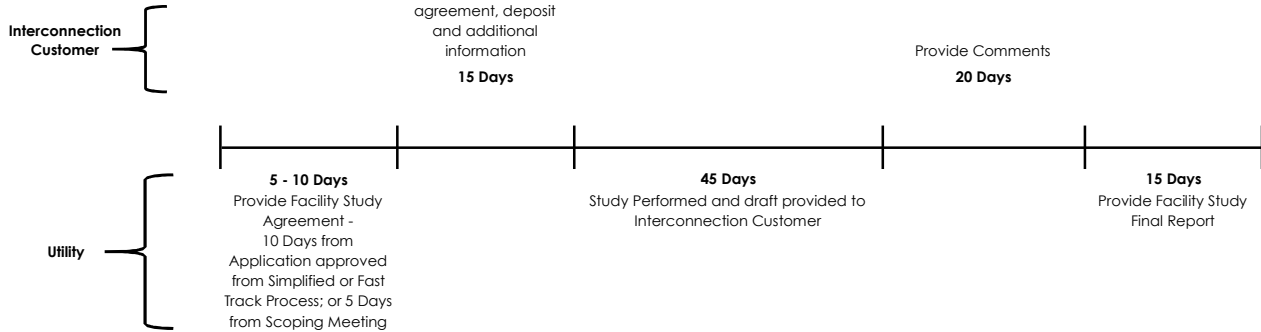 Interconnection
Customer
agreement, deposit
and additional
information
15 Days
Provide Comments
20 Days
5 - 10 Days
Provide Facility Study
Agreement -
10 Days from
Application approved
from Simplified or Fast
Track Process; or 5 Days
from Scoping Meeting
45 Days
Study Performed and draft provided to
Interconnection Customer
15 Days
Provide Facility Study
Final Report
Utility